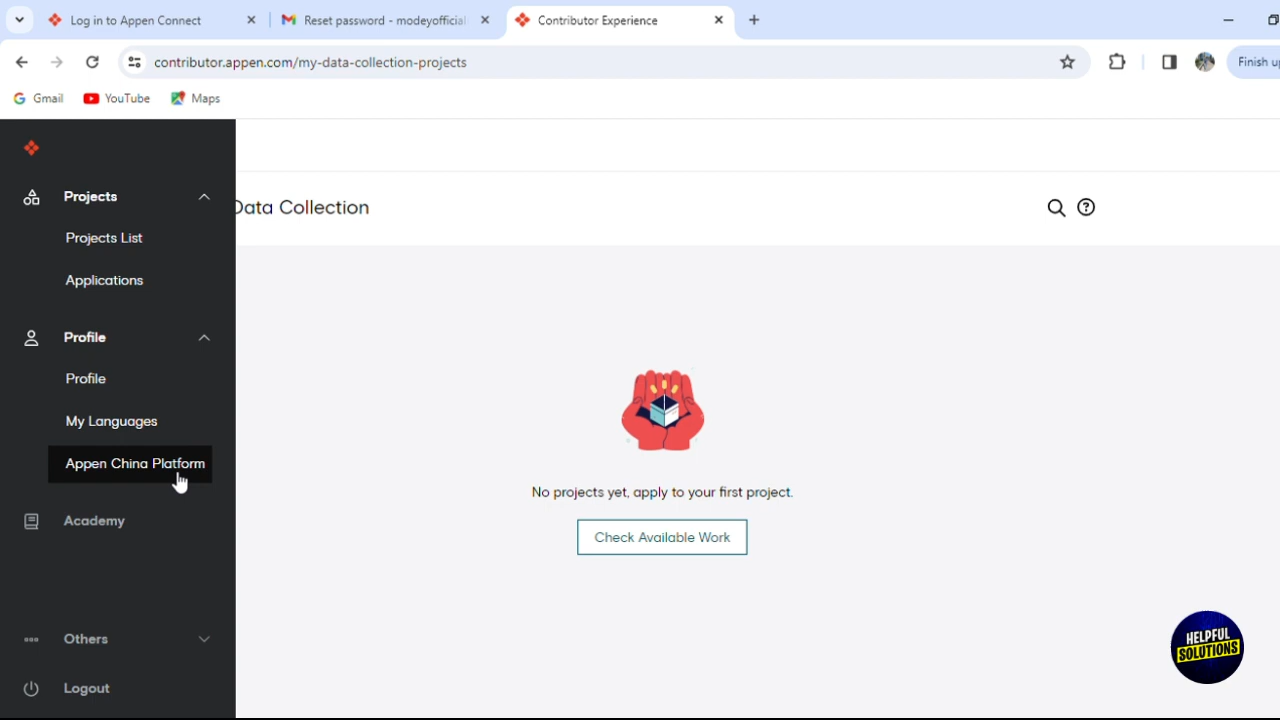 Log in to Appen Connect
Reset password - modeyofficial
Contributor Experience
contributor.appen.com/my-data-collection-projects
Finish
Gmail
YouTube
Maps
Projects
Projects List
Applications
Profile
Profile
My Languages
Appen China Platform
Academy
Others
Logout
Data Collection
No projects yet, apply to your first project.
Check Available Work
HELPFUL
SOLUTIONS